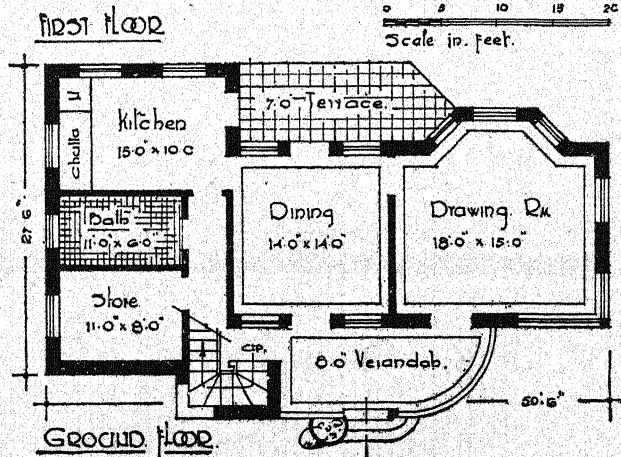 FIRST FLOOR
0 5 10 15 20
Scale in feet.
7.0" Terrace.
Kitchen
15.0" x 10.0
Challa
Drawing. RM
18.0" x 15.0"
Dining
14.0" x 14.0"
Bath
11.0" x 6.0"
27.6"
Store
11.0" x 8.0"
CP.
8.0" Verandah.
50'.6"
GROUND FLOOR.